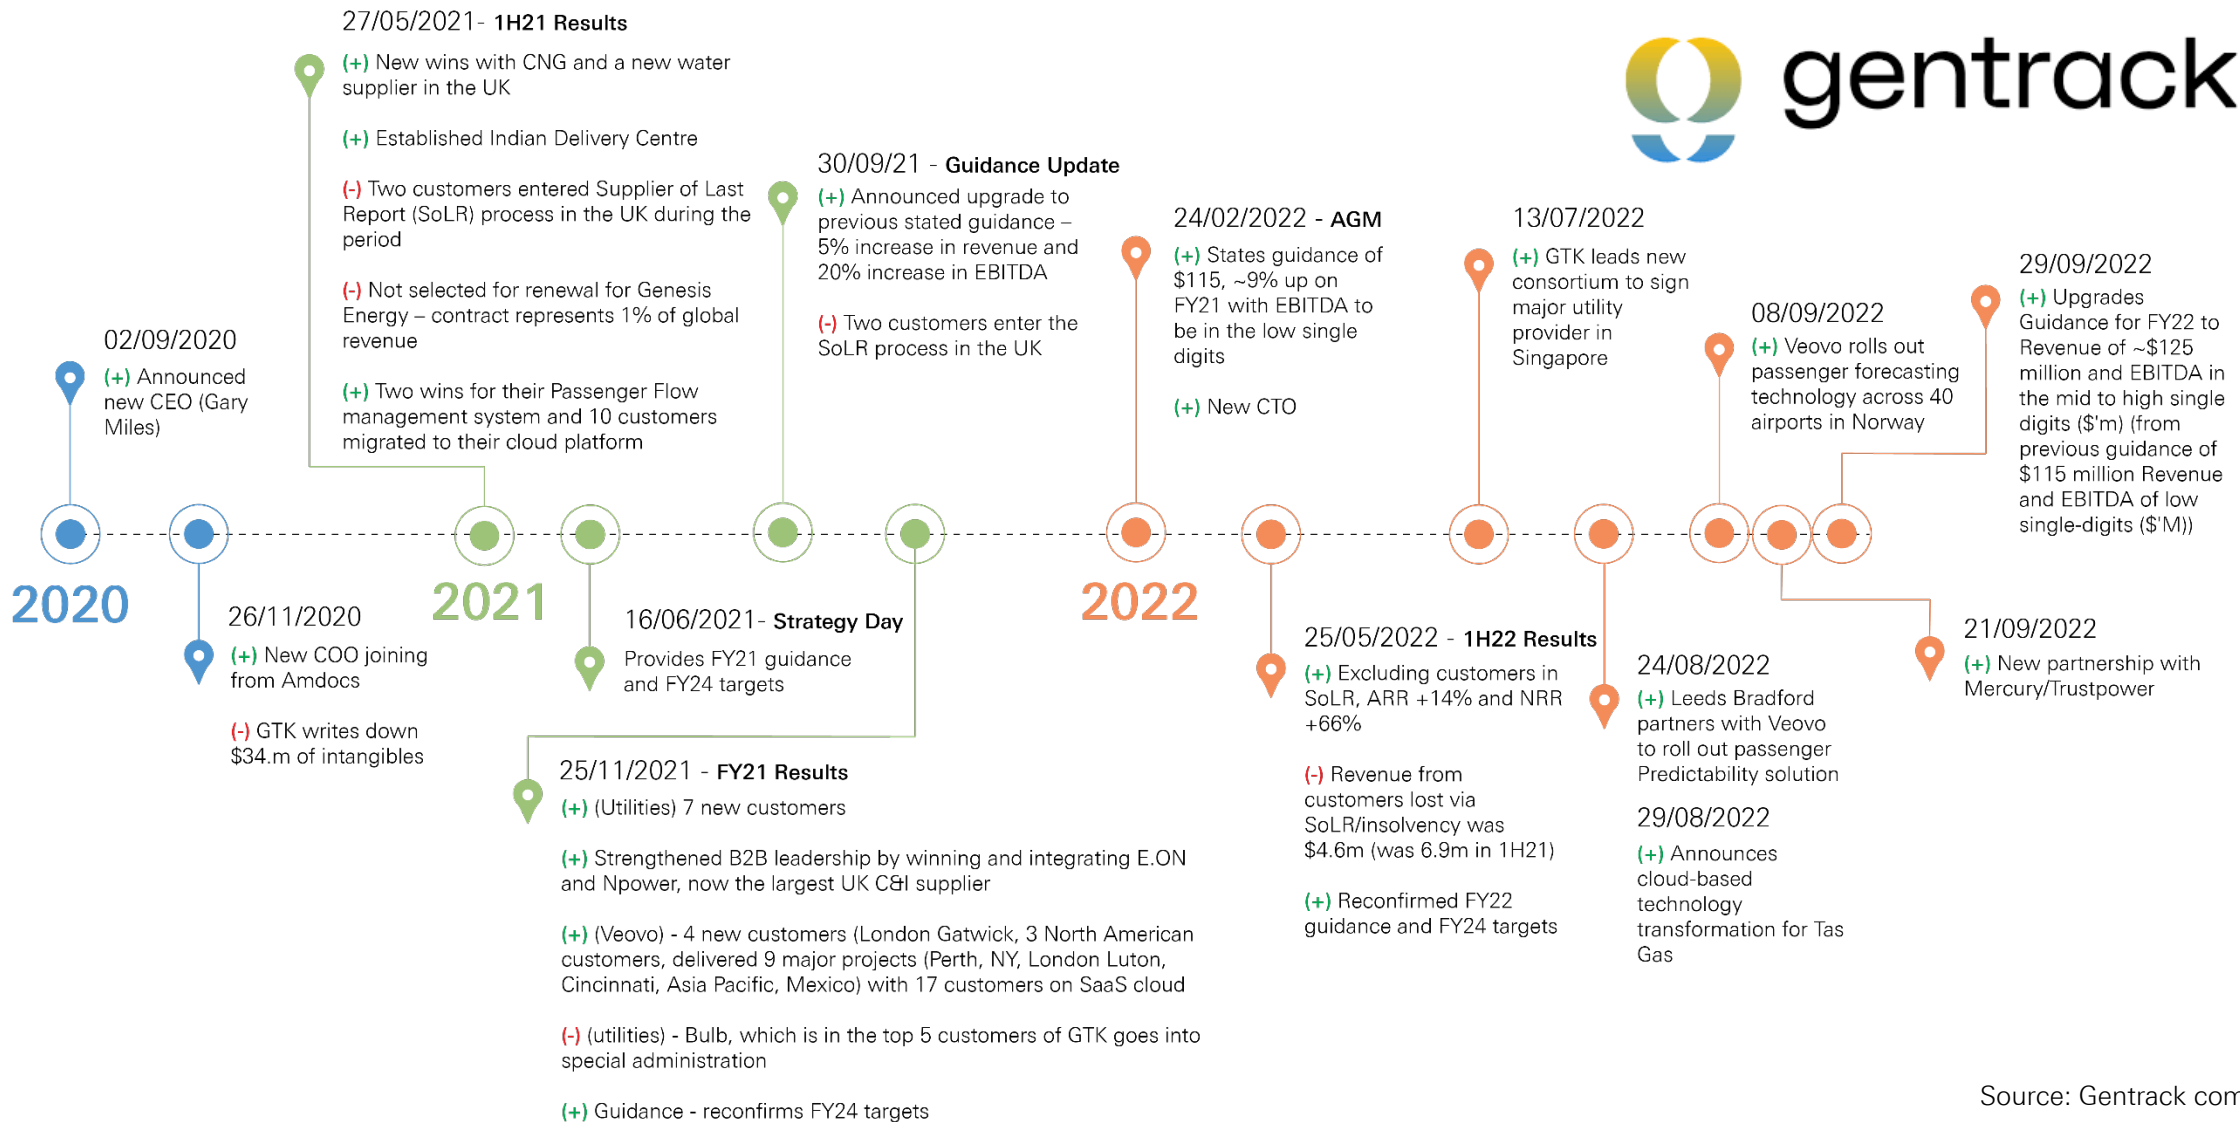 27/05/2021- 1H21 Results
(+) New wins with CNG and a new water
supplier in the UK
(+) Established Indian Delivery Centre
(-) Two customers entered Supplier of Last
Report (SoLR) process in the UK during the
period
(-) Not selected for renewal for Genesis
Energy – contract represents 1% of global
revenue
(+) Two wins for their Passenger Flow
management system and 10 customers
migrated to their cloud platform
gentrack
30/09/21 - Guidance Update
(+) Announced upgrade to
previous stated guidance –
5% increase in revenue and
20% increase in EBITDA
(-) Two customers enter the
SoLR process in the UK
24/02/2022 - AGM
(+) States guidance of
$115, ~9% up on
FY21 with EBITDA to
be in the low single
digits
(+) New CTO
13/07/2022
(+) GTK leads new
consortium to sign
major utility
provider in
Singapore
08/09/2022
(+) Veovo rolls out
passenger forecasting
technology across 40
airports in Norway
29/09/2022
(+) Upgrades
Guidance for FY22 to
Revenue of ~$125
million and EBITDA in
the mid to high single
digits ($'m) (from
previous guidance of
$115 million Revenue
and EBITDA of low
single-digits ($'M))
02/09/2020
(+) Announced
new CEO (Gary
Miles)
2020
2021
2022
26/11/2020
(+) New COO joining
from Amdocs
(-) GTK writes down
$34.m of intangibles
16/06/2021- Strategy Day
Provides FY21 guidance
and FY24 targets
25/11/2021 - FY21 Results
(+) (Utilities) 7 new customers
(+) Strengthened B2B leadership by winning and integrating E.ON
and Npower, now the largest UK C&I supplier
(+) (Veovo) - 4 new customers (London Gatwick, 3 North American
customers, delivered 9 major projects (Perth, NY, London Luton,
Cincinnati, Asia Pacific, Mexico) with 17 customers on SaaS cloud
(-) (utilities) - Bulb, which is in the top 5 customers of GTK goes into
special administration
(+) Guidance - reconfirms FY24 targets
25/05/2022 - 1H22 Results
(+) Excluding customers in
SoLR, ARR +14% and NRR
+66%
(-) Revenue from
customers lost via
SoLR/insolvency was
$4.6m (was 6.9m in 1H21)
(+) Reconfirmed FY22
guidance and FY24 targets
24/08/2022
(+) Leeds Bradford
partners with Veovo
to roll out passenger
Predictability solution
29/08/2022
(+) Announces
cloud-based
technology
transformation for Tas
Gas
21/09/2022
(+) New partnership with
Mercury/Trustpower
Source: Gentrack com